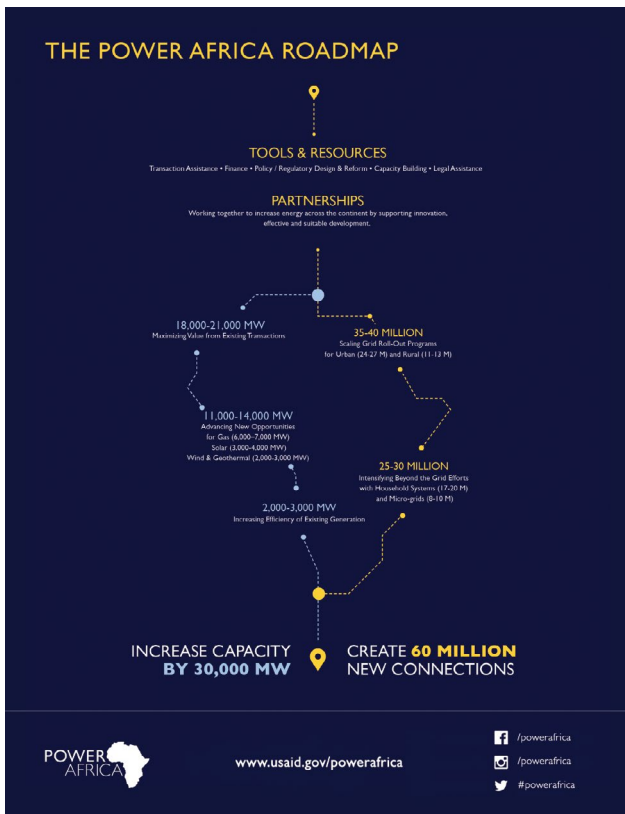 THE POWER AFRICA ROADMAP
TOOLS & RESOURCES
Transaction Assistance • Finance • Policy / Regulatory Design & Reform • Capacity Building • Legal Assistance
PARTNERSHIPS
Working together to increase energy across the continent by supporting innovation,
effective and suitable development.
18,000-21,000 MW
Maximizing Value from Existing Transactions
35-40 MILLION
Scaling Grid Roll-Out Programs
for Urban (24-27 M) and Rural (11-13 M)
11,000-14,000 MW
Advancing New Opportunities
for Gas (6,000-7,000 MW)
Solar (3,000-4,000 MW)
Wind & Geothermal (2,000-3,000 MW)
25-30 MILLION
Intensifying Beyond the Grid Efforts
with Household Systems (17-20 M)
and Micro-grids (8-10 M)
2,000-3,000 MW
Increasing Efficiency of Existing Generation
INCREASE CAPACITY
BY 30,000 MW
CREATE 60 MILLION
NEW CONNECTIONS
POWER
AFRICA
www.usaid.gov/powerafrica
/powerafrica
/powerafrica
#powerafrica